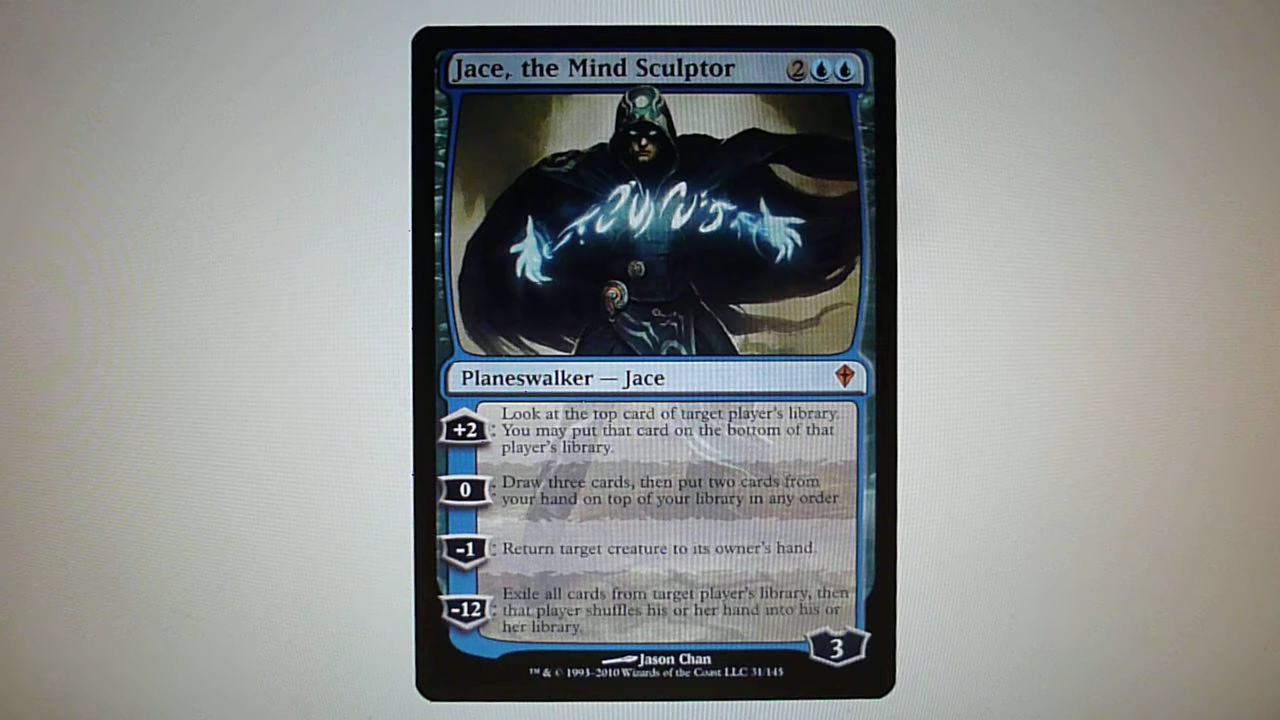 Jace, the Mind Sculptor 2
Planeswalker — Jace
+2: Look at the top card of target player's library.
You may put that card on the bottom of that
player's library.
0: Draw three cards, then put two cards from
your hand on top of your library in any order
-1: Return target creature to its owner's hand.
-12: Exile all cards from target player's library, then
that player shuffles his or her hand into his or
her library.
3
Jason Chan
™ & © 1993-2010 Wizards of the Coast LLC 31/145